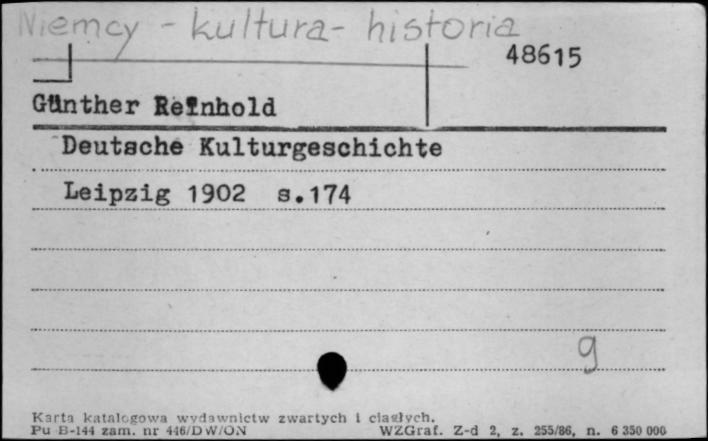 Niemcy - kultura - historia
48615
Günther Reinhold
Deutsche Kulturgeschichte
Leipzig 1902 s.174
g
Karta katalogowa wydawnictw zwartych i ciągłych.
Pu B-144 zam. nr 446/DW/ON WZGraf. Z-d 2, z. 255/86, n. 6 350 000